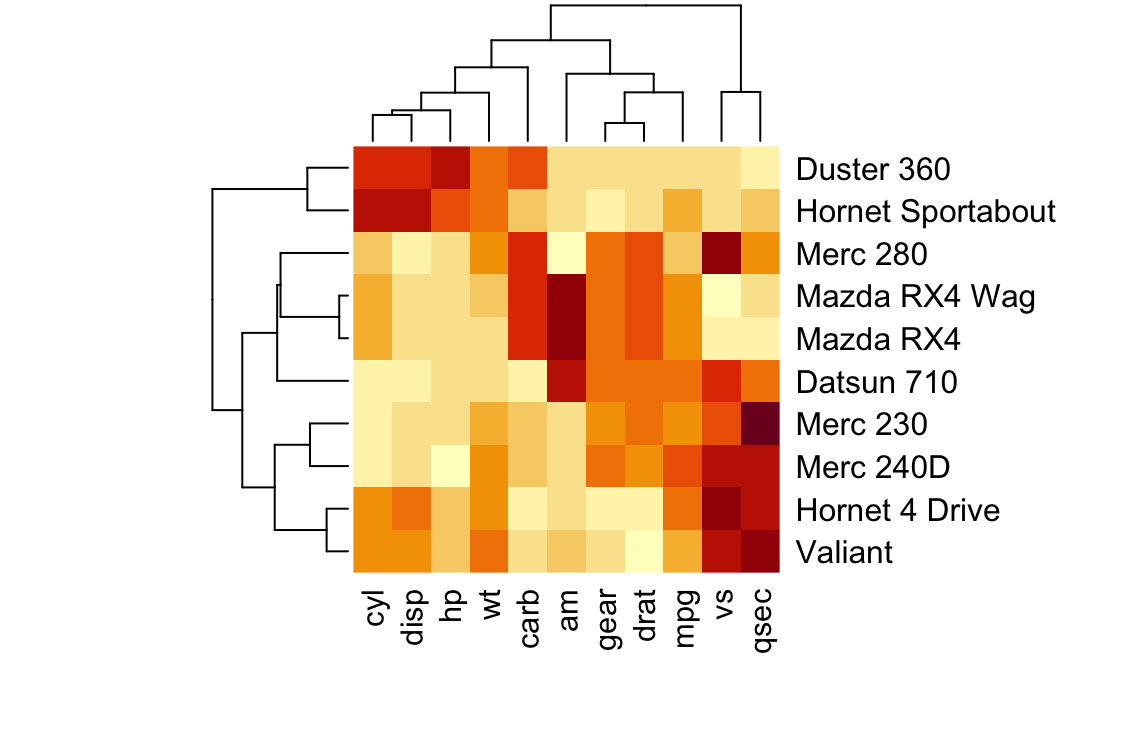 Duster 360
Hornet Sportabout
Merc 280
Mazda RX4 Wag
Mazda RX4
Datsun 710
Merc 230
Merc 240D
Hornet 4 Drive
Valiant
cyl
disp
hp
wt
carb
am
gear
drat
mpg
vs
qsec